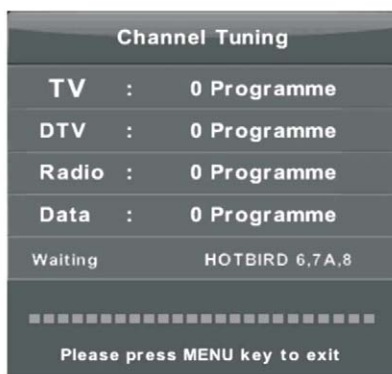 Channel Tuning
TV : 0 Programme
DTV : 0 Programme
Radio : 0 Programme
Data : 0 Programme
Waiting HOTBIRD 6,7A,8
Please press MENU key to exit